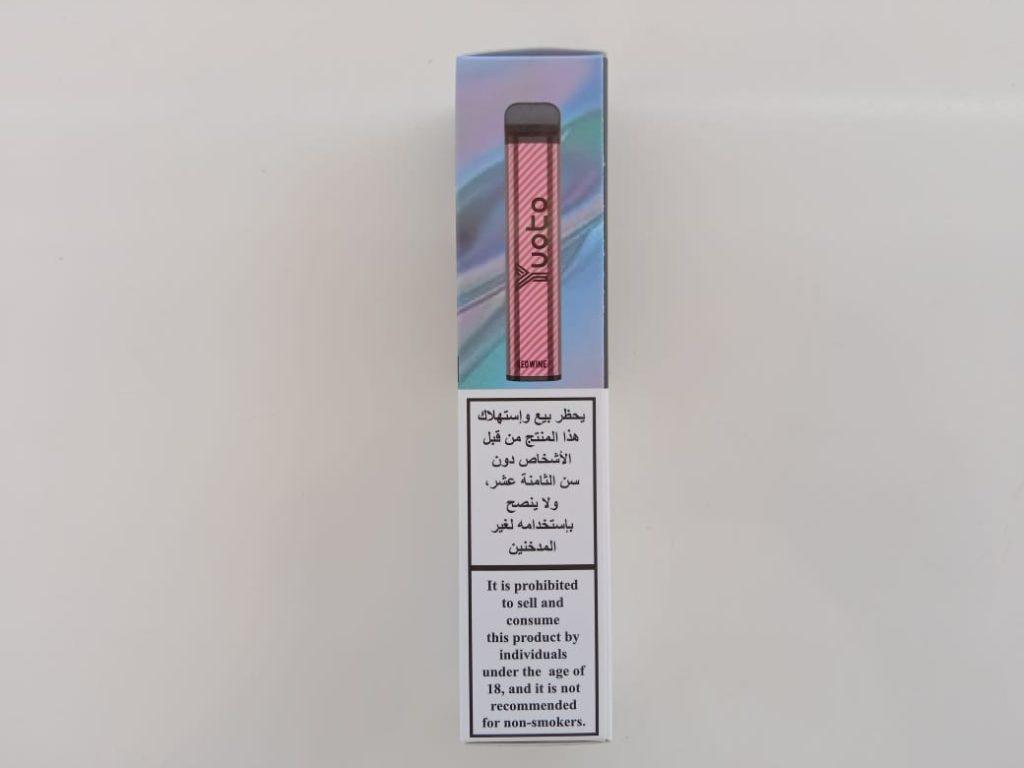 Yuoto
REDWINE
يحظر بيع وإستهلاك
هذا المنتج من قبل
الأشخاص دون
سن الثامنة عشر،
ولا ينصح
بإستخدامه لغير
المدخنين
It is prohibited
to sell and
consume
this product by
individuals
under the age of
18, and it is not
recommended
for non-smokers.